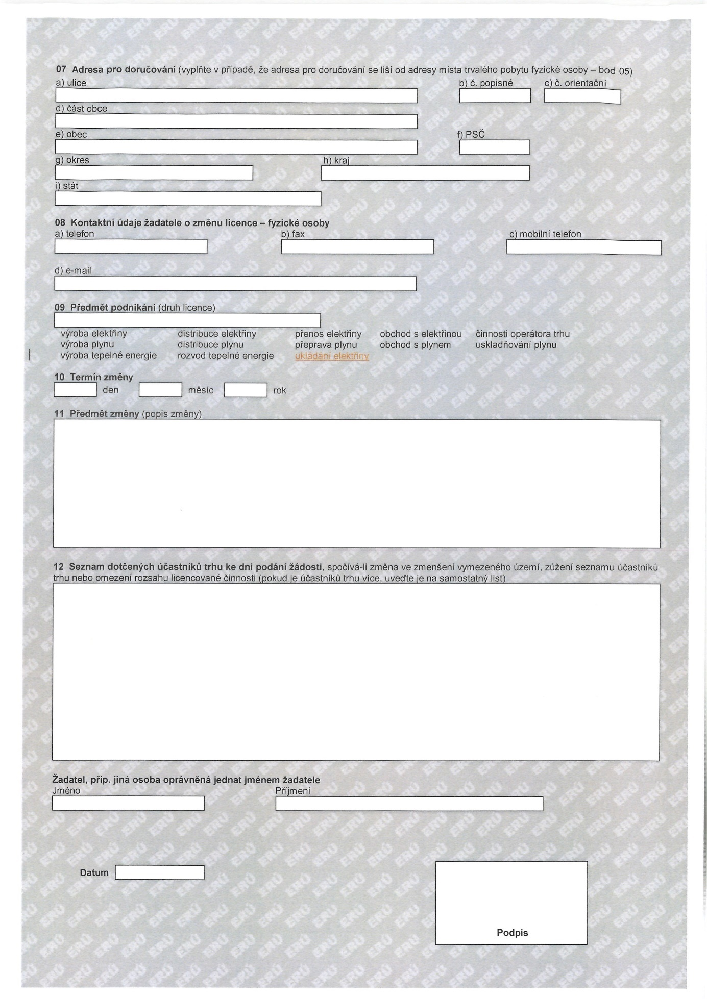 07 Adresa pro doručování (vyplňte v případě, že adresa pro doručování se liší od adresy místa trvalého pobytu fyzické osoby – bod 05)
a) ulice b) č. popisné c) č. orientační
d) část obce
e) obec f) PSČ
g) okres h) kraj
i) stát
08 Kontaktní údaje žadatele o změnu licence – fyzické osoby
a) telefon b) fax c) mobilní telefon
d) e-mail
09 Předmět podnikání (druh licence)
výroba elektřiny distribuce elektřiny přenos elektřiny obchod s elektřinou činnosti operátora trhu
výroba plynu distribuce plynu přeprava plynu obchod s plynem uskladňování plynu
výroba tepelné energie rozvod tepelné energie ukládání elektřiny
10 Termín změny
den měsíc rok
11 Předmět změny (popis změny)
12 Seznam dotčených účastníků trhu ke dni podání žádosti, spočívá-li změna ve zmenšení vymezeného území, zúžení seznamu účastníků
trhu nebo omezení rozsahu licencované činnosti (pokud je účastníků trhu více, uveďte je na samostatný list)
Žadatel, příp. jiná osoba oprávněná jednat jménem žadatele
Jméno Příjmení
Datum
Podpis